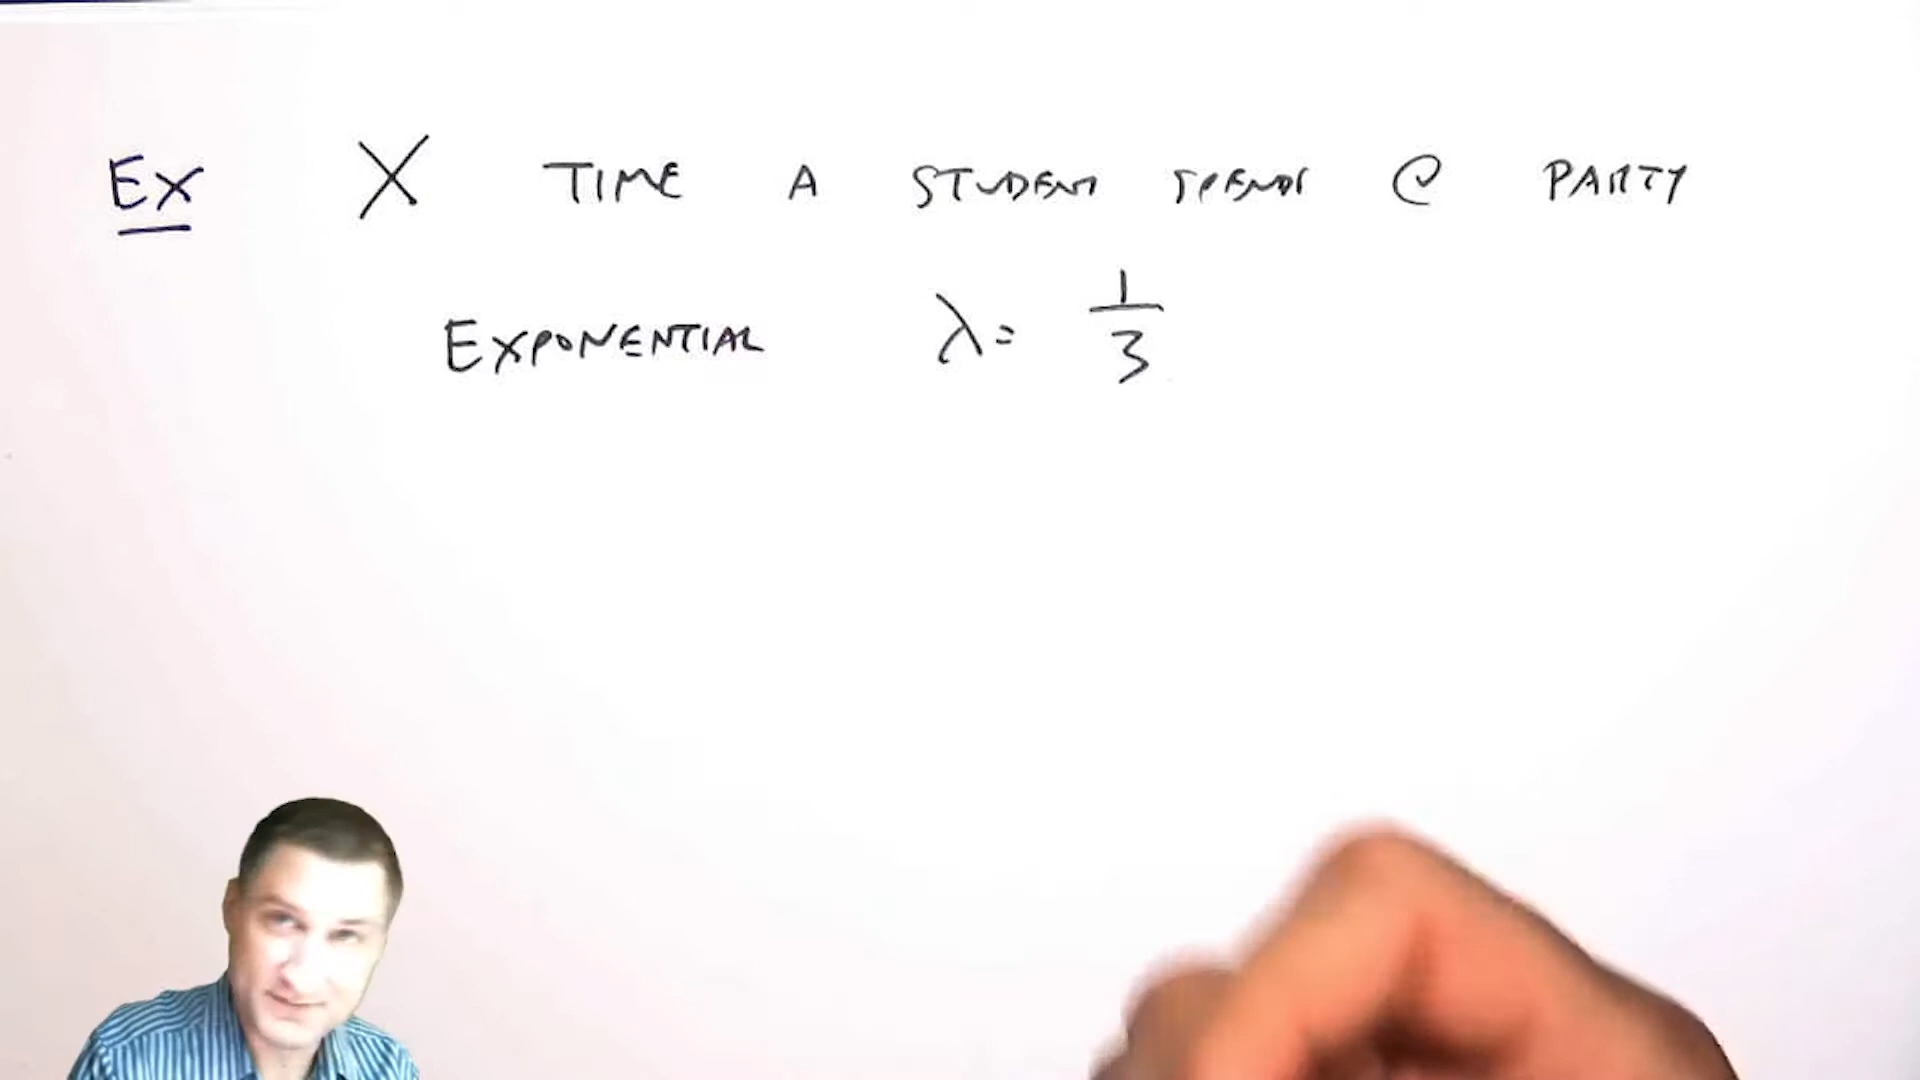 Ex X TIME A STUDENT SPENDS @ PARTY
EXPONENTIAL λ = 1/3